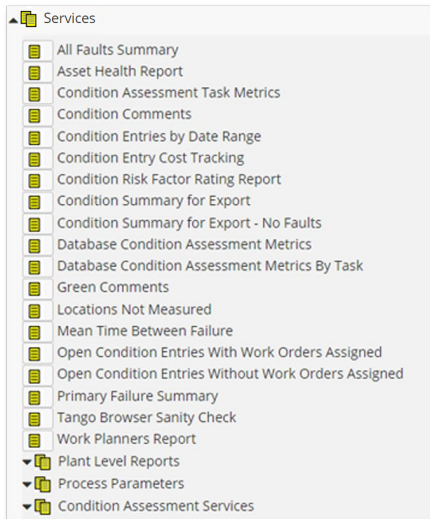 Services
All Faults Summary
Asset Health Report
Condition Assessment Task Metrics
Condition Comments
Condition Entries by Date Range
Condition Entry Cost Tracking
Condition Risk Factor Rating Report
Condition Summary for Export
Condition Summary for Export - No Faults
Database Condition Assessment Metrics
Database Condition Assessment Metrics By Task
Green Comments
Locations Not Measured
Mean Time Between Failure
Open Condition Entries With Work Orders Assigned
Open Condition Entries Without Work Orders Assigned
Primary Failure Summary
Tango Browser Sanity Check
Work Planners Report
Plant Level Reports
Process Parameters
Condition Assessment Services